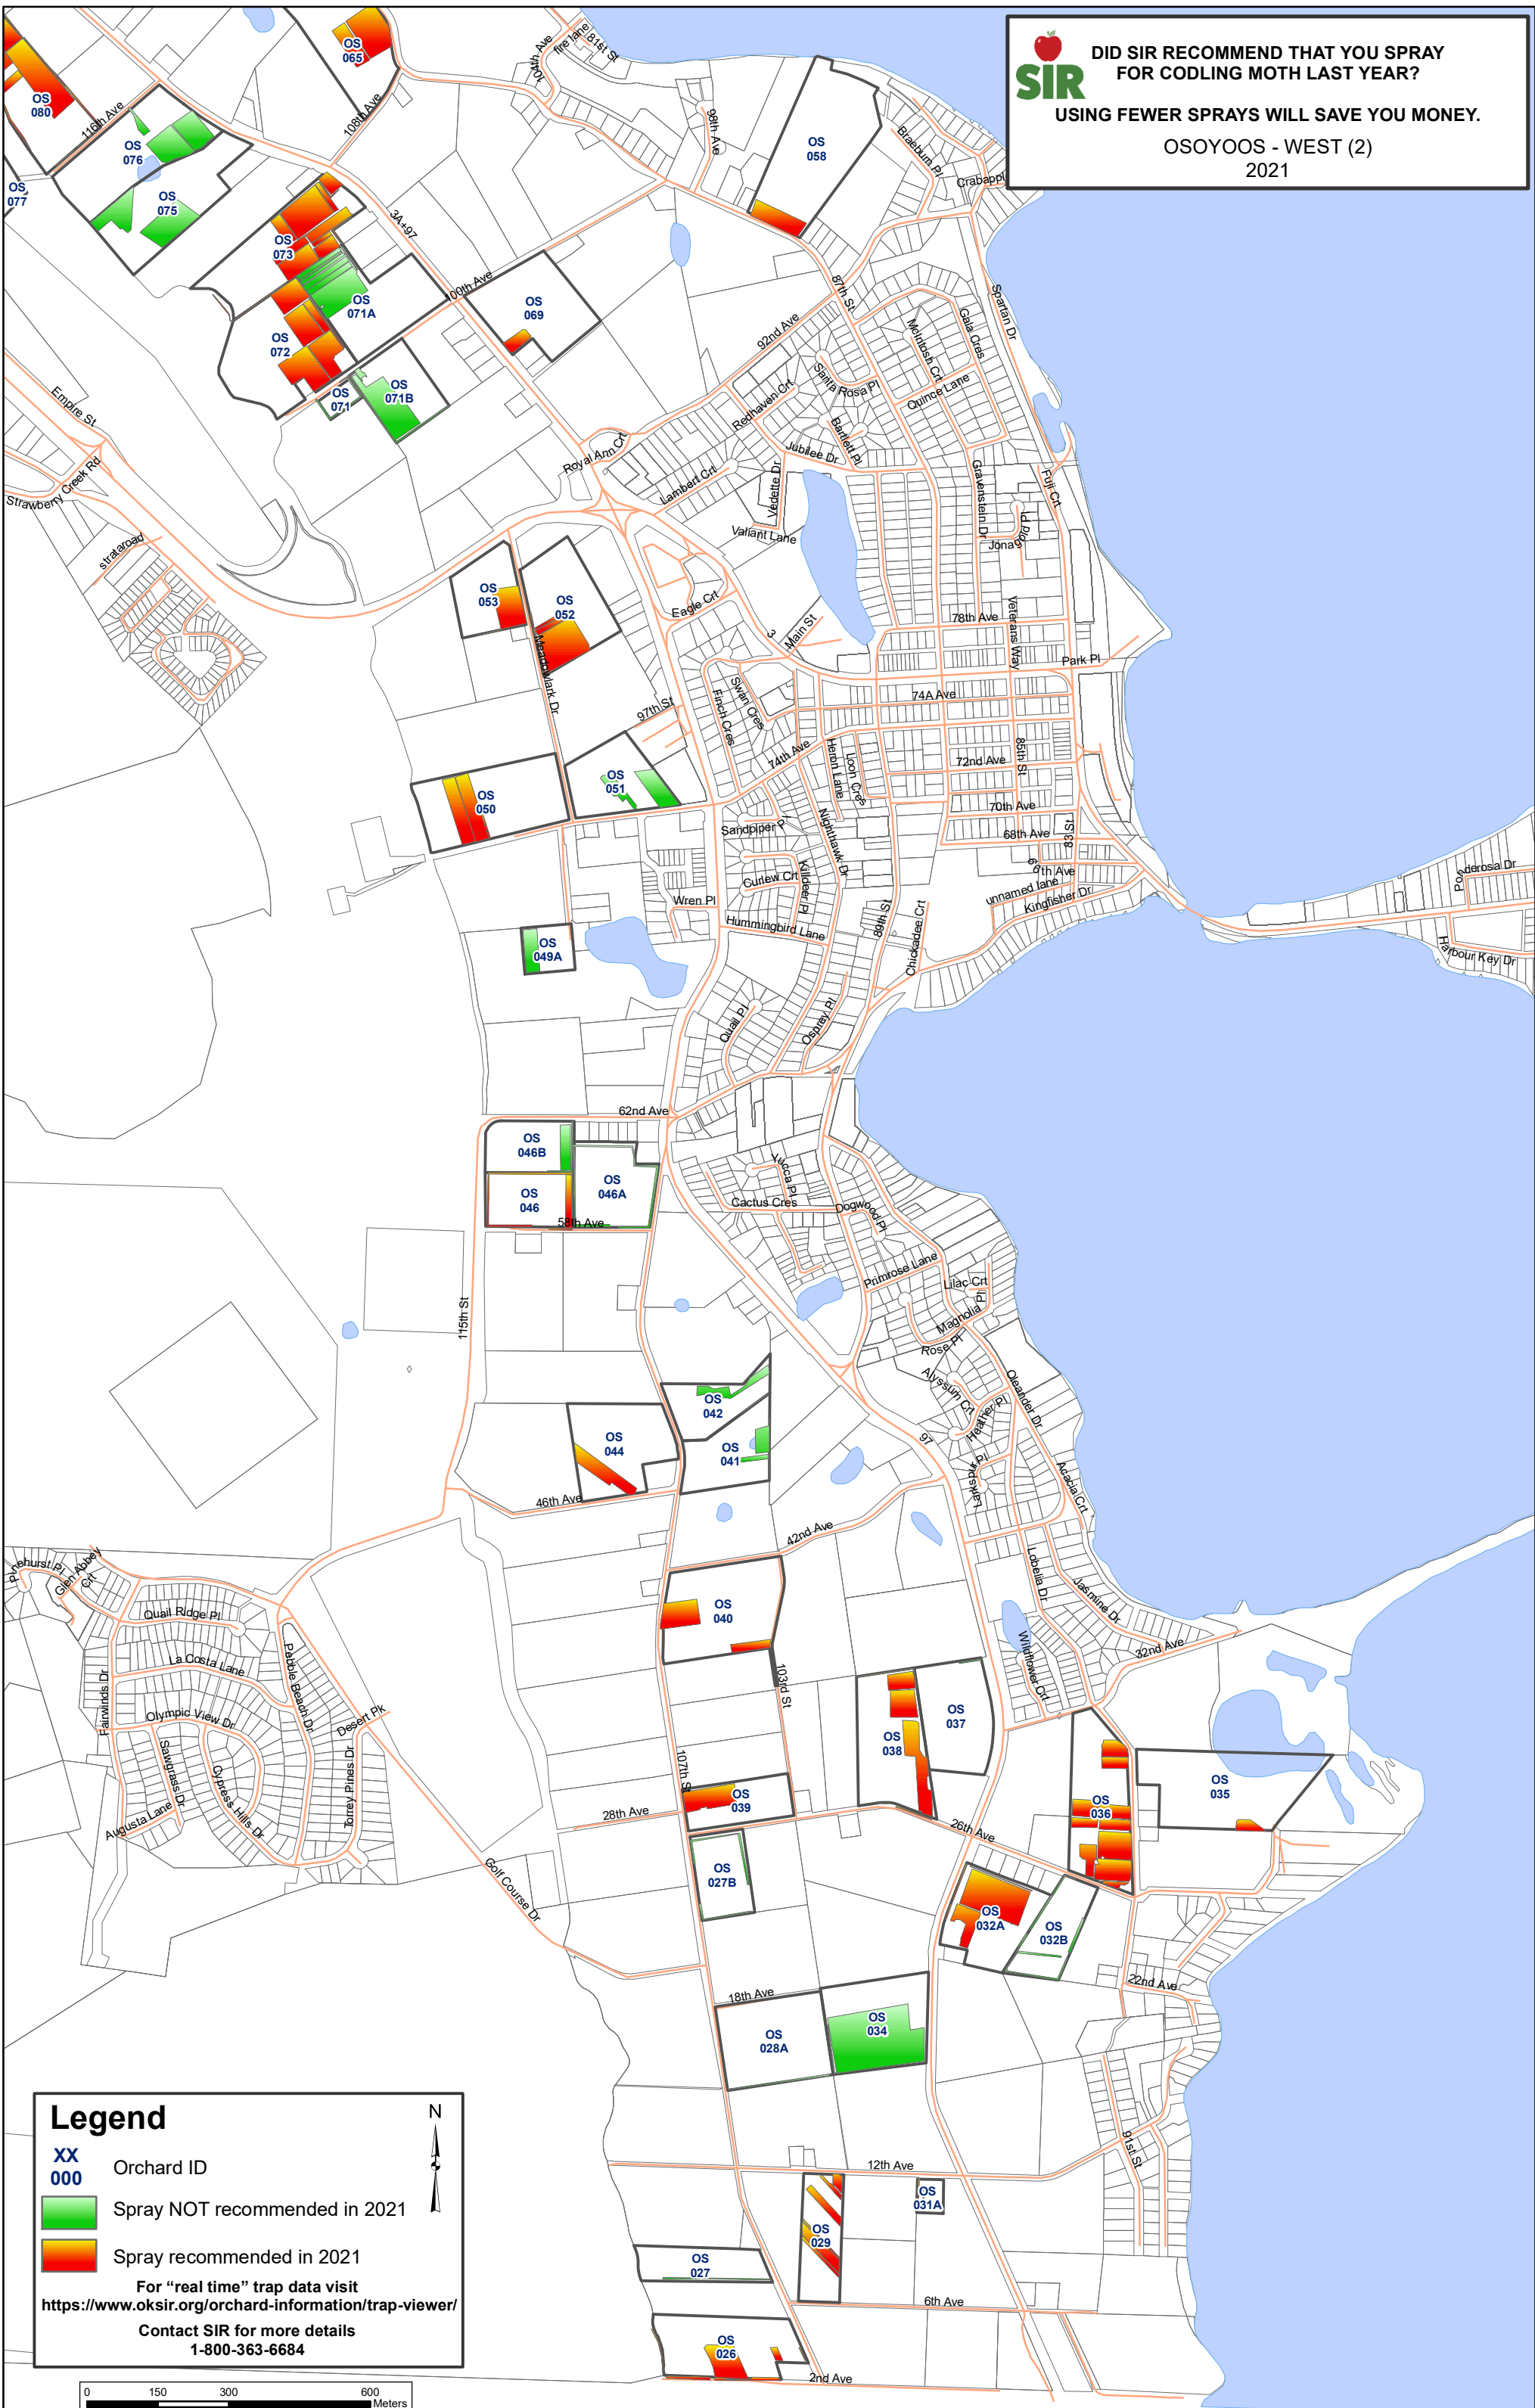 SIR
DID SIR RECOMMEND THAT YOU SPRAY
FOR CODLING MOTH LAST YEAR?
USING FEWER SPRAYS WILL SAVE YOU MONEY.
OSOYOOS - WEST (2)
2021
OS
065
OS
080
116th Ave
108th Ave
104th Ave
fire lane
81st St
98th Ave
OS
058
Braeburn Pl
Crabappl
OS
076
OS
075
OS
077
OS
073
3A+97
OS
071A
OS
072
OS
069
92nd Ave
87th St
Spartan Dr
McIntosh Crt
Gala Cres
Santa Rosa Pl
Quince Lane
Redhaven Crt
Bartlett Pl
OS
071
OS
071B
Empire St
Strawberry Creek Rd
strataroad
Royal Ann Crt
Lambert Crt
Jubilee Dr
Vedette Dr
Valiant Lane
Gravenstein Dr
Fuji Crt
Jonagold Pl
OS
053
OS
052
Meadowlark Dr
Eagle Crt
3
Main St
78th Ave
Veterans Way
Park Pl
97th St
Finch Cres
Swan Cres
74A Ave
74th Ave
Heron Lane
Loon Cres
72nd Ave
85th St
70th Ave
68th Ave
83 St
OS
051
OS
050
Sandpiper Pl
Nighthawk Dr
Curlew Crt
Killdeer Pl
Wren Pl
Hummingbird Lane
89th St
Chickadee Crt
unnamed lane
Kingfisher Dr
Ponderosa Dr
Harbour Key Dr
OS
049A
Quail Pl
Osprey Pl
62nd Ave
OS
046B
OS
046A
OS
046
58th Ave
Yucca Pl
Cactus Cres
Dogwood Pl
Primrose Lane
Lilac Crt
Magnolia Pl
Rose Pl
115th St
Alyssum Crt
Heather Pl
Oleander Dr
Larkspur Pl
Acacia Crt
97
OS
042
OS
041
OS
044
46th Ave
42nd Ave
Lobelia Dr
Jasmine Dr
Wildflower Crt
32nd Ave
Pinehurst Pl
Glen Abbey
Crt
Quail Ridge Pl
La Costa Lane
Pebble Beach Dr
Fairwinds Dr
Olympic View Dr
Sawgrass Dr
Cypress Hills Dr
Augusta Lane
Torrey Pines Dr
Desert Pk
Golf Course Dr
OS
040
103rd St
107th St
OS
038
OS
037
OS
039
28th Ave
26th Ave
OS
036
OS
035
OS
027B
OS
032A
OS
032B
22nd Ave
18th Ave
OS
028A
OS
034
91st St
12th Ave
OS
031A
OS
029
OS
027
6th Ave
OS
026
2nd Ave
Legend
N
XX
000
Orchard ID
Spray NOT recommended in 2021
Spray recommended in 2021
For “real time” trap data visit
https://www.oksir.org/orchard-information/trap-viewer/
Contact SIR for more details
1-800-363-6684
0 150 300 600
Meters